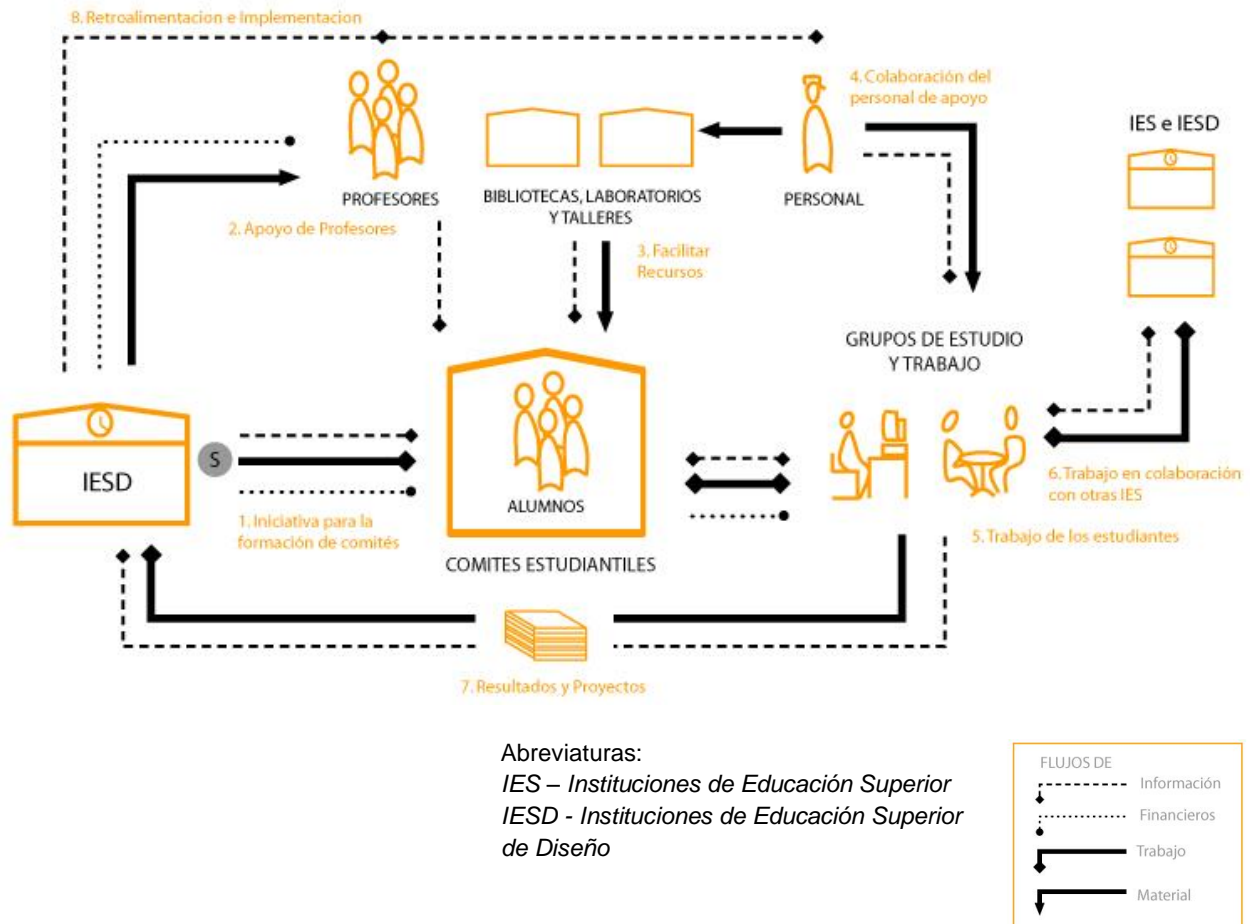 8. Retroalimentacion e Implementacion
4. Colaboración del
personal de apoyo
IES e IESD
PROFESORES
BIBLIOTECAS, LABORATORIOS
Y TALLERES
PERSONAL
2. Apoyo de Profesores
3. Facilitar
Recursos
GRUPOS DE ESTUDIO
Y TRABAJO
IESD
S
ALUMNOS
1. Iniciativa para la
formación de comités
COMITES ESTUDIANTILES
6. Trabajo en colaboración
con otras IES
5. Trabajo de los estudiantes
7. Resultados y Proyectos
Abreviaturas:
IES – Instituciones de Educación Superior
IESD - Instituciones de Educación Superior
de Diseño
FLUJOS DE
Información
Financieros
Trabajo
Material